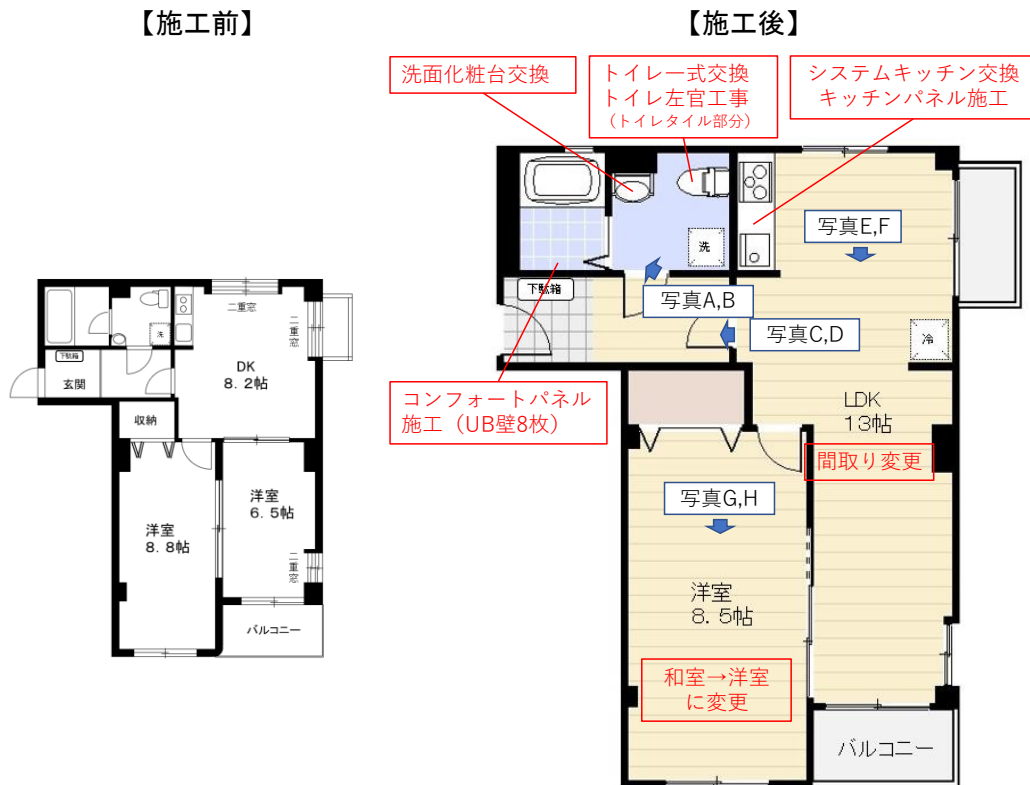 【施工前】
【施工後】
洗面化粧台交換
トイレ一式交換
トイレ左官工事
（トイレタイル部分）
システムキッチン交換
キッチンパネル施工
写真E,F
洗
下駄箱
写真A,B
写真C,D
冷
コンフォートパネル
施工（UB壁8枚）
LDK
13帖
間取り変更
写真G,H
洋室
8.5帖
和室→洋室
に変更
バルコニー
二重窓
二重窓
洗
下駄箱
玄関
DK
8.2帖
収納
洋室
6.5帖
洋室
8.8帖
二重窓
バルコニー